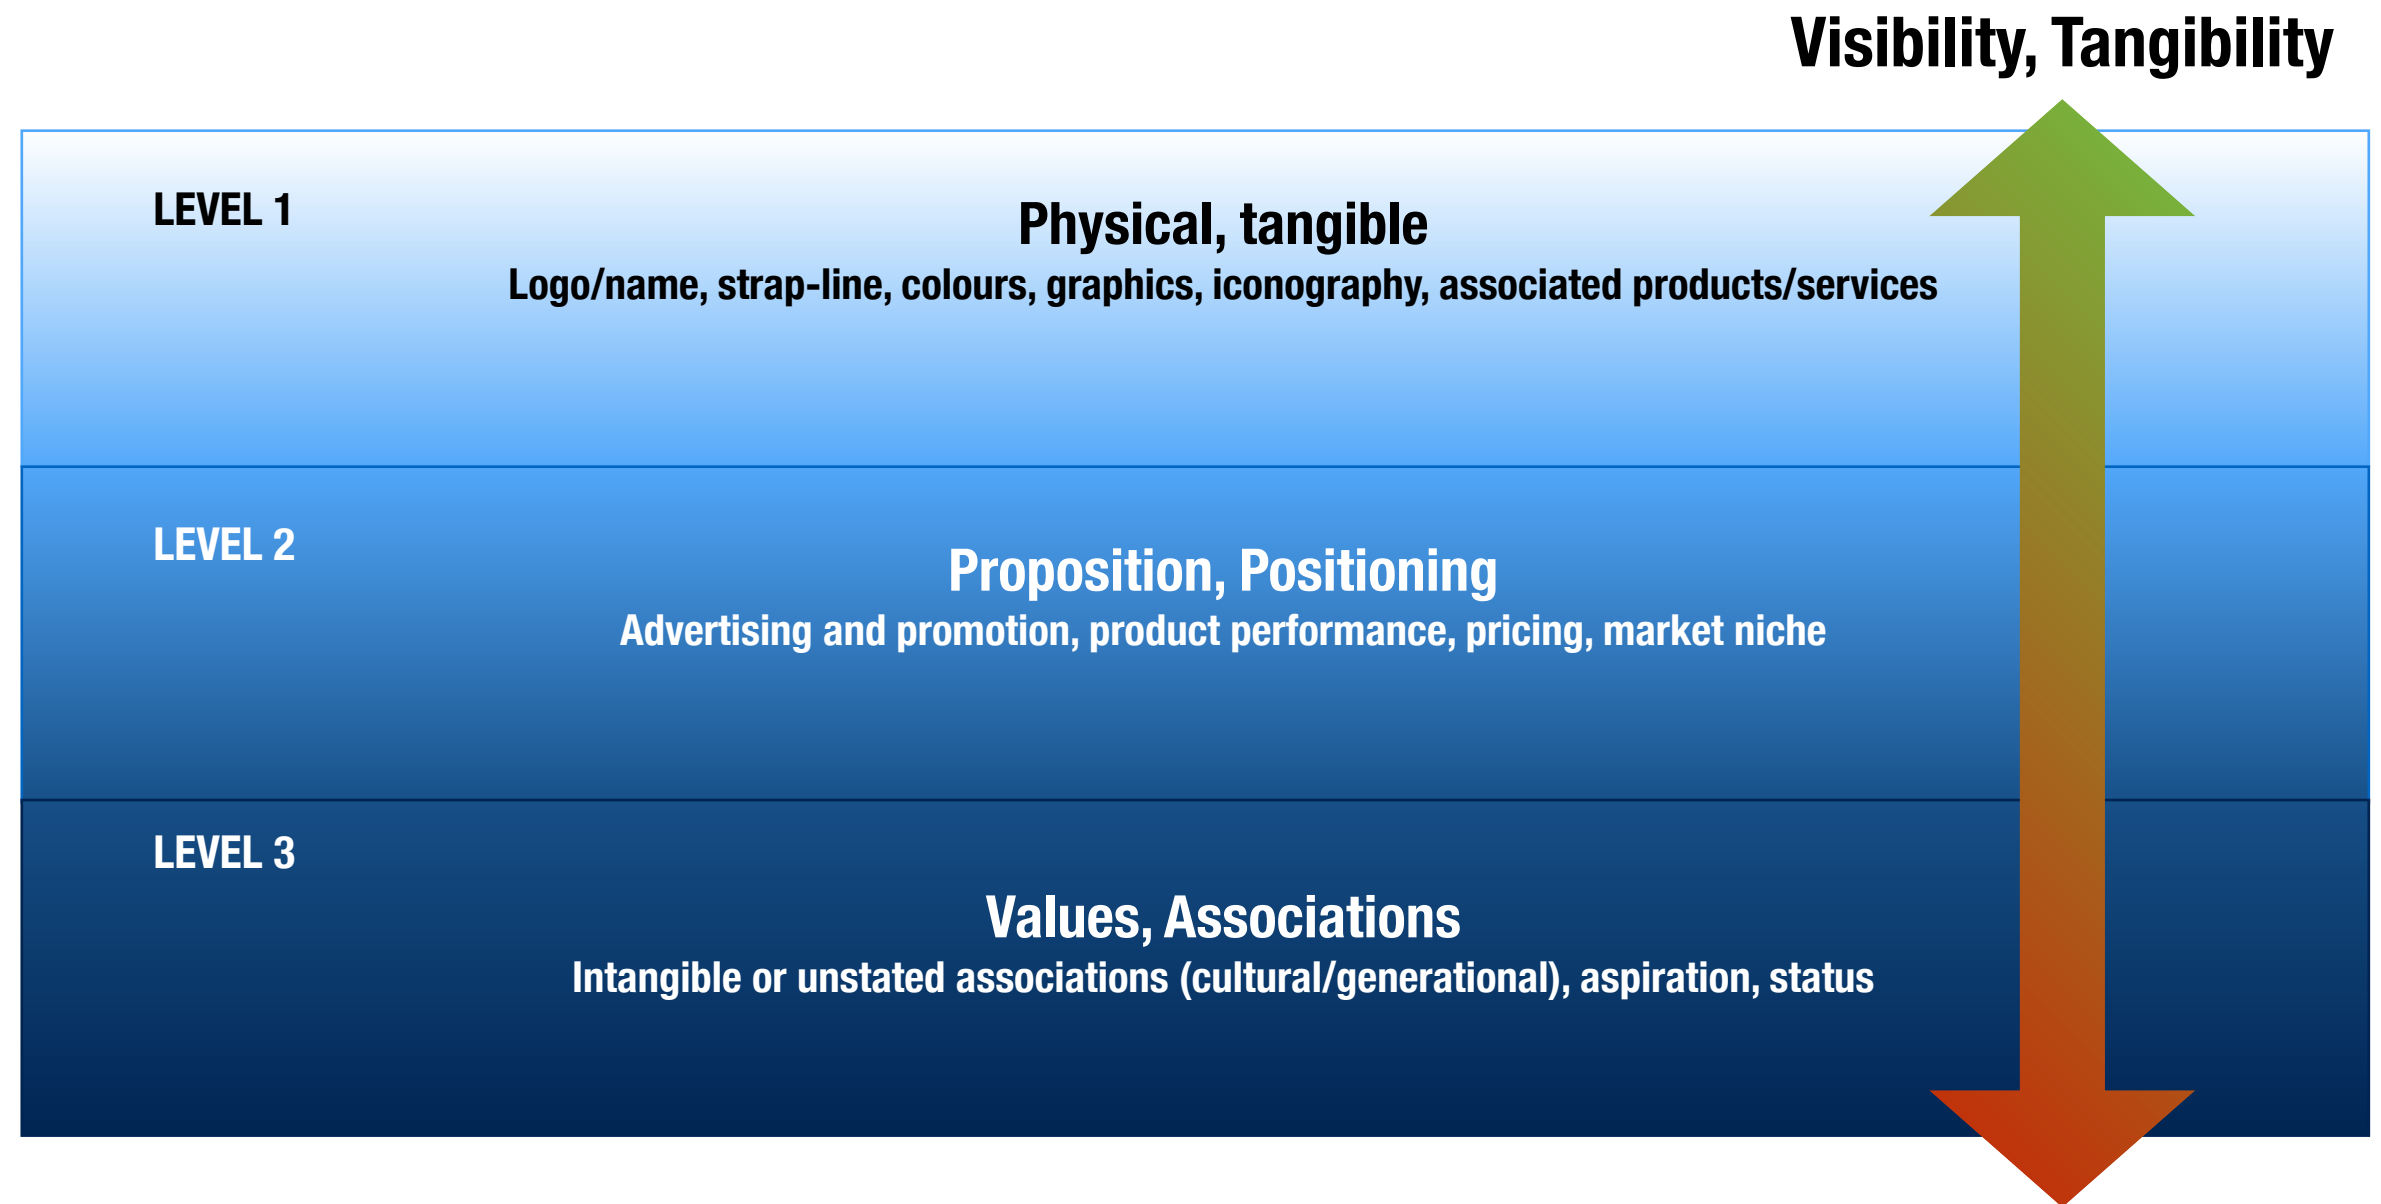 Visibility, Tangibility
LEVEL 1
Physical, tangible
Logo/name, strap-line, colours, graphics, iconography, associated products/services
LEVEL 2
Proposition, Positioning
Advertising and promotion, product performance, pricing, market niche
LEVEL 3
Values, Associations
Intangible or unstated associations (cultural/generational), aspiration, status